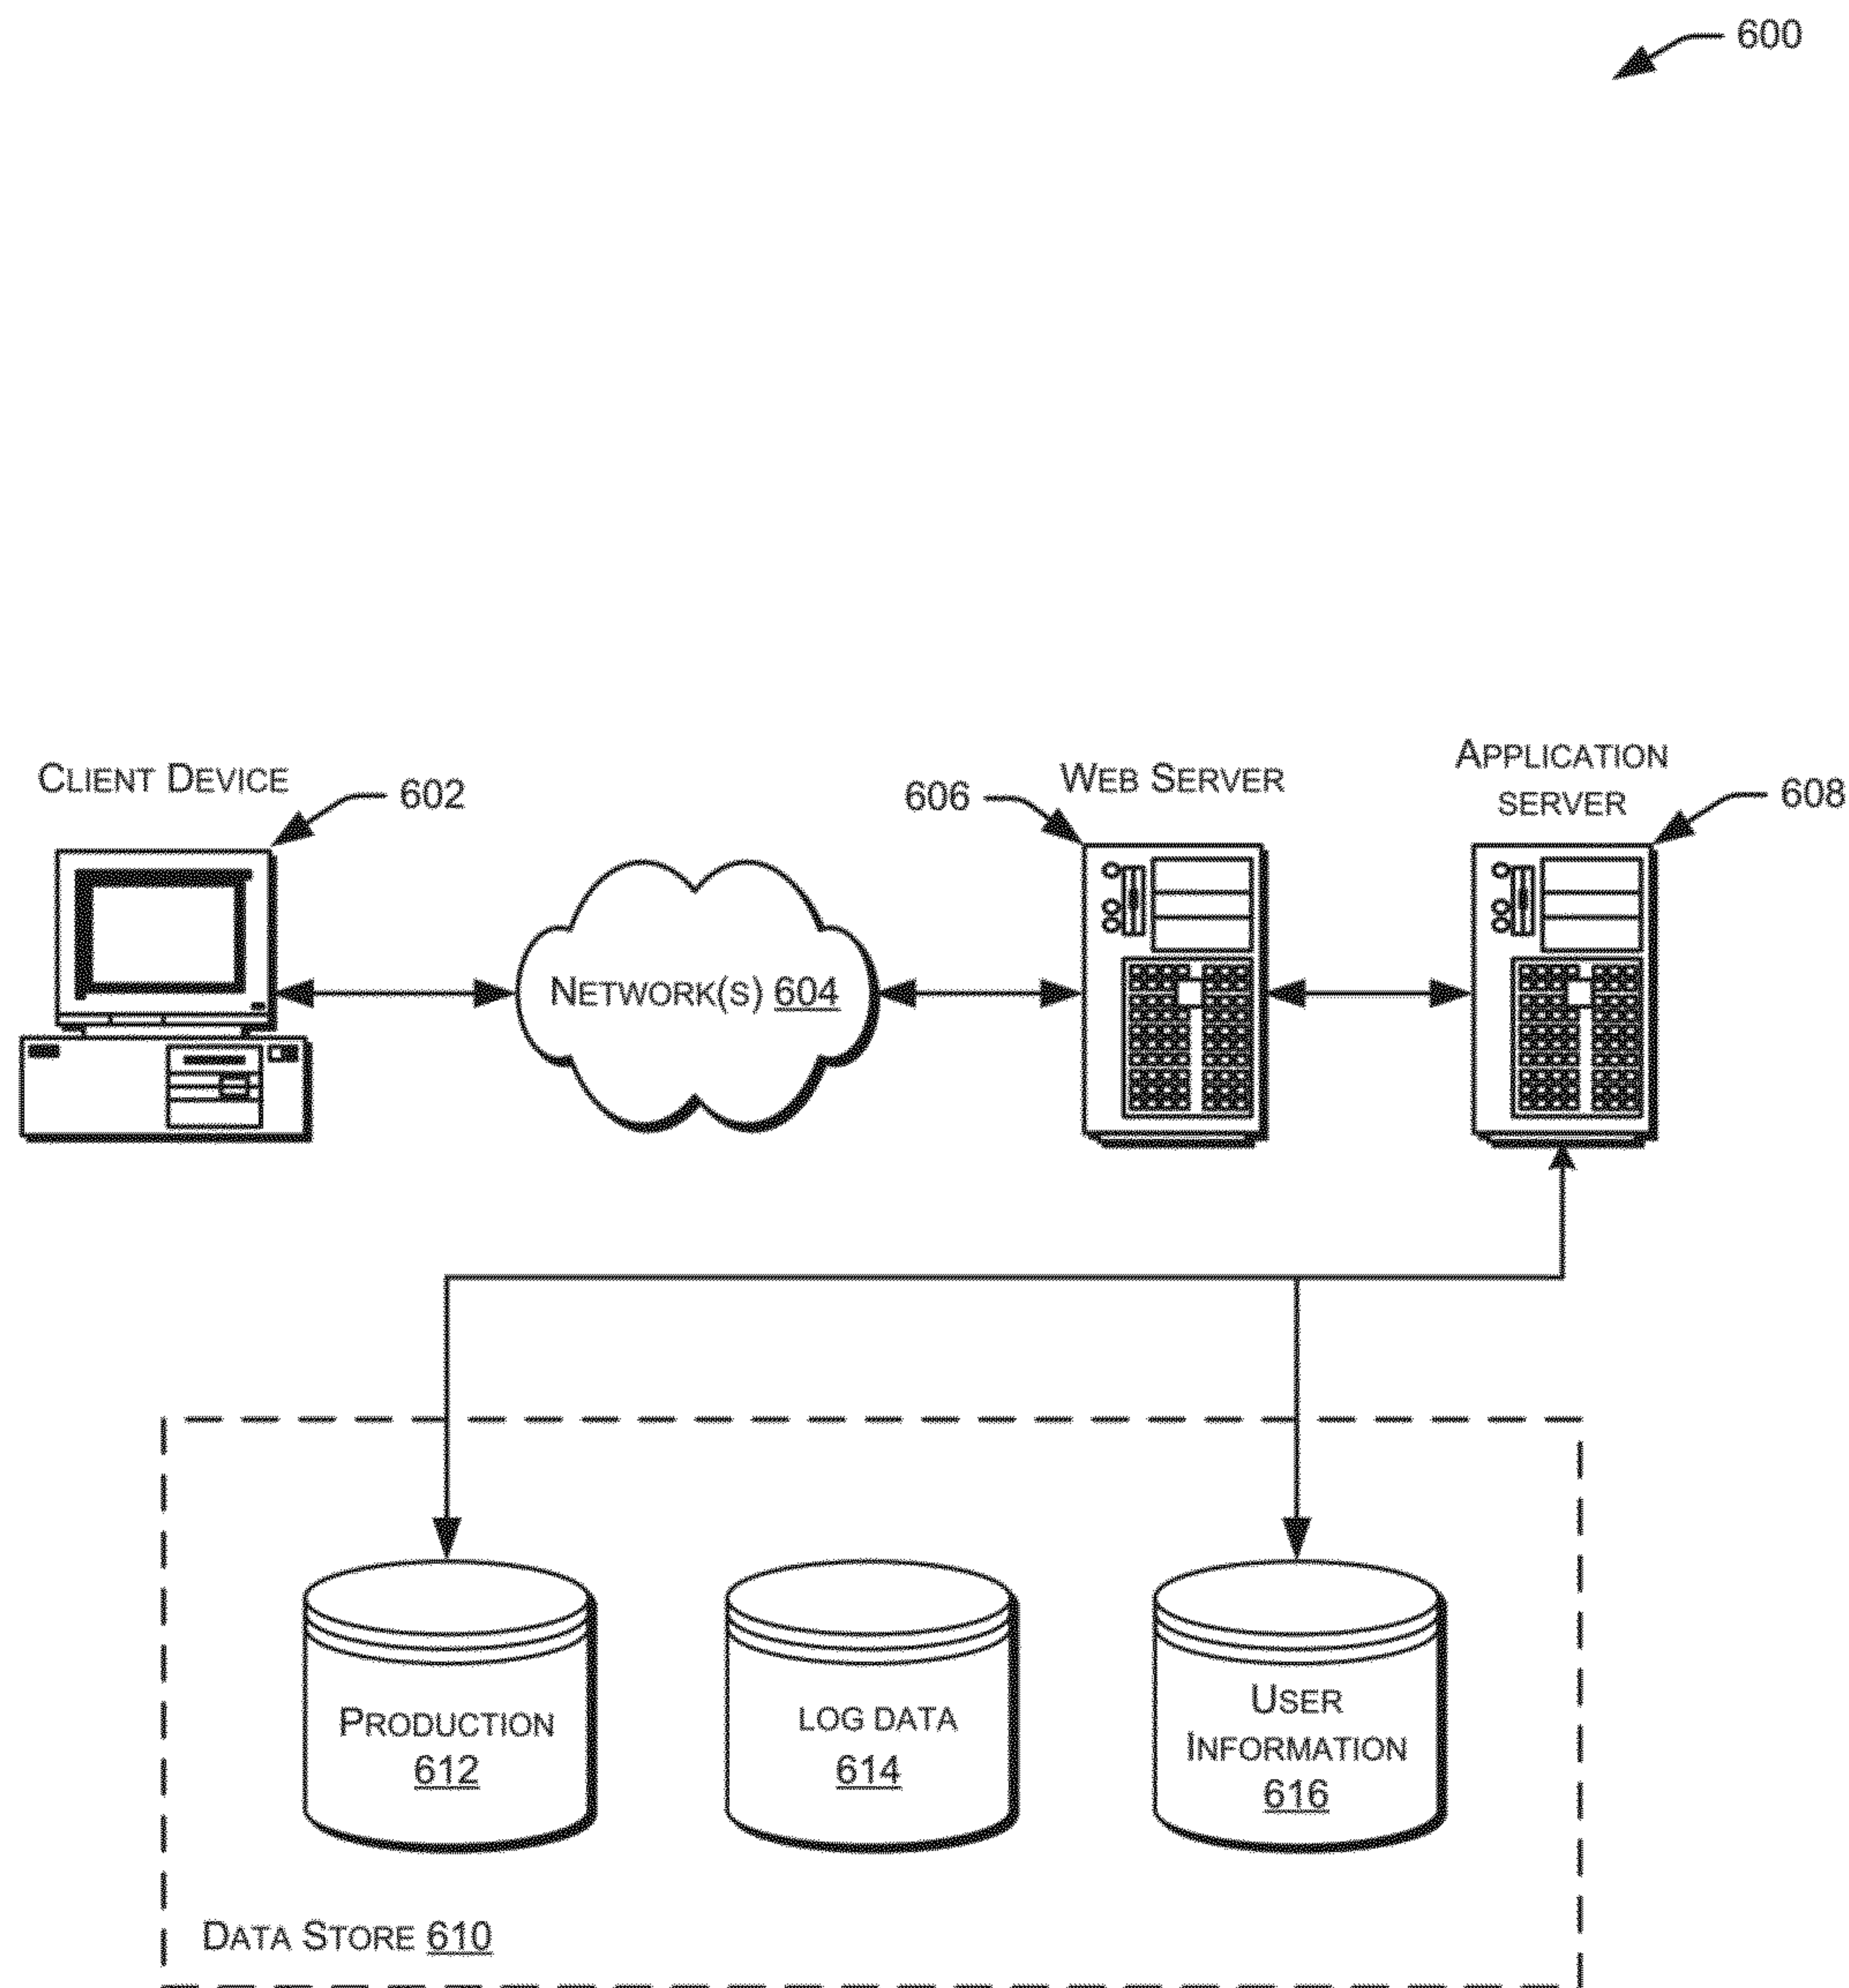 600
CLIENT DEVICE
602
606
WEB SERVER
APPLICATION
SERVER
608
NETWORK(S) 604
PRODUCTION
612
LOG DATA
614
USER
INFORMATION
616
DATA STORE 610